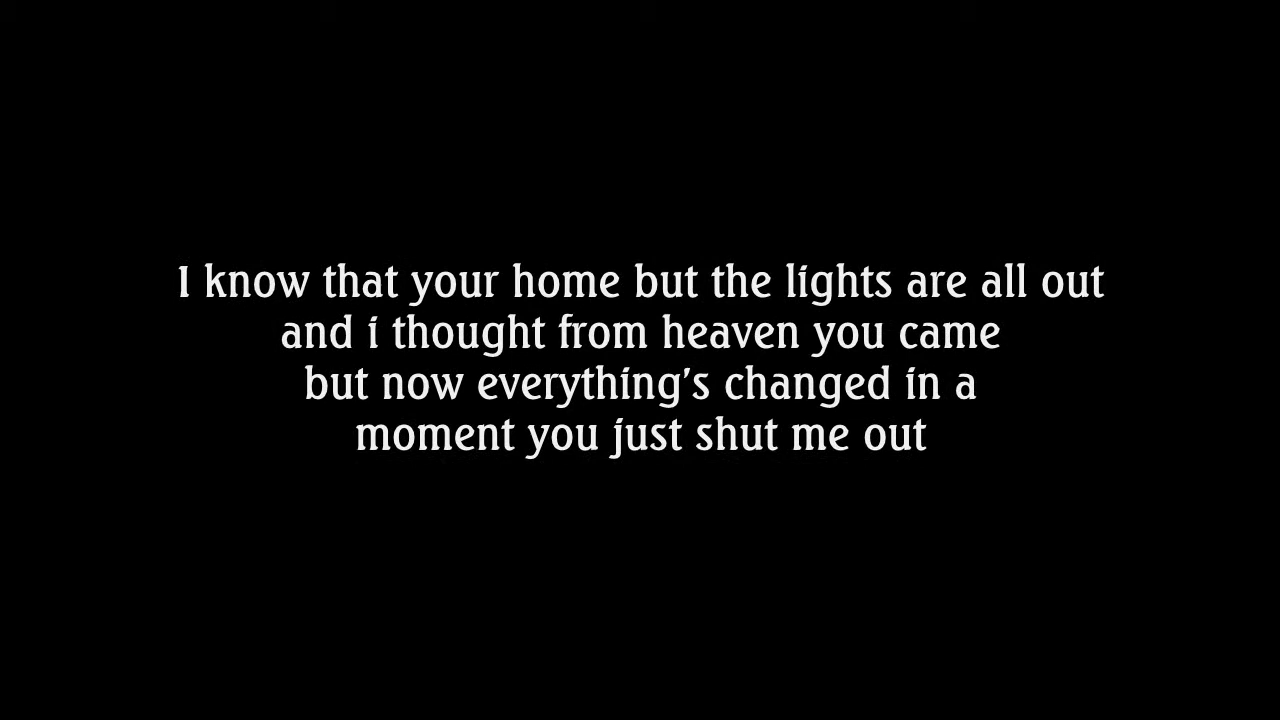 I know that your home but the lights are all out
and i thought from heaven you came
but now everything's changed in a
moment you just shut me out